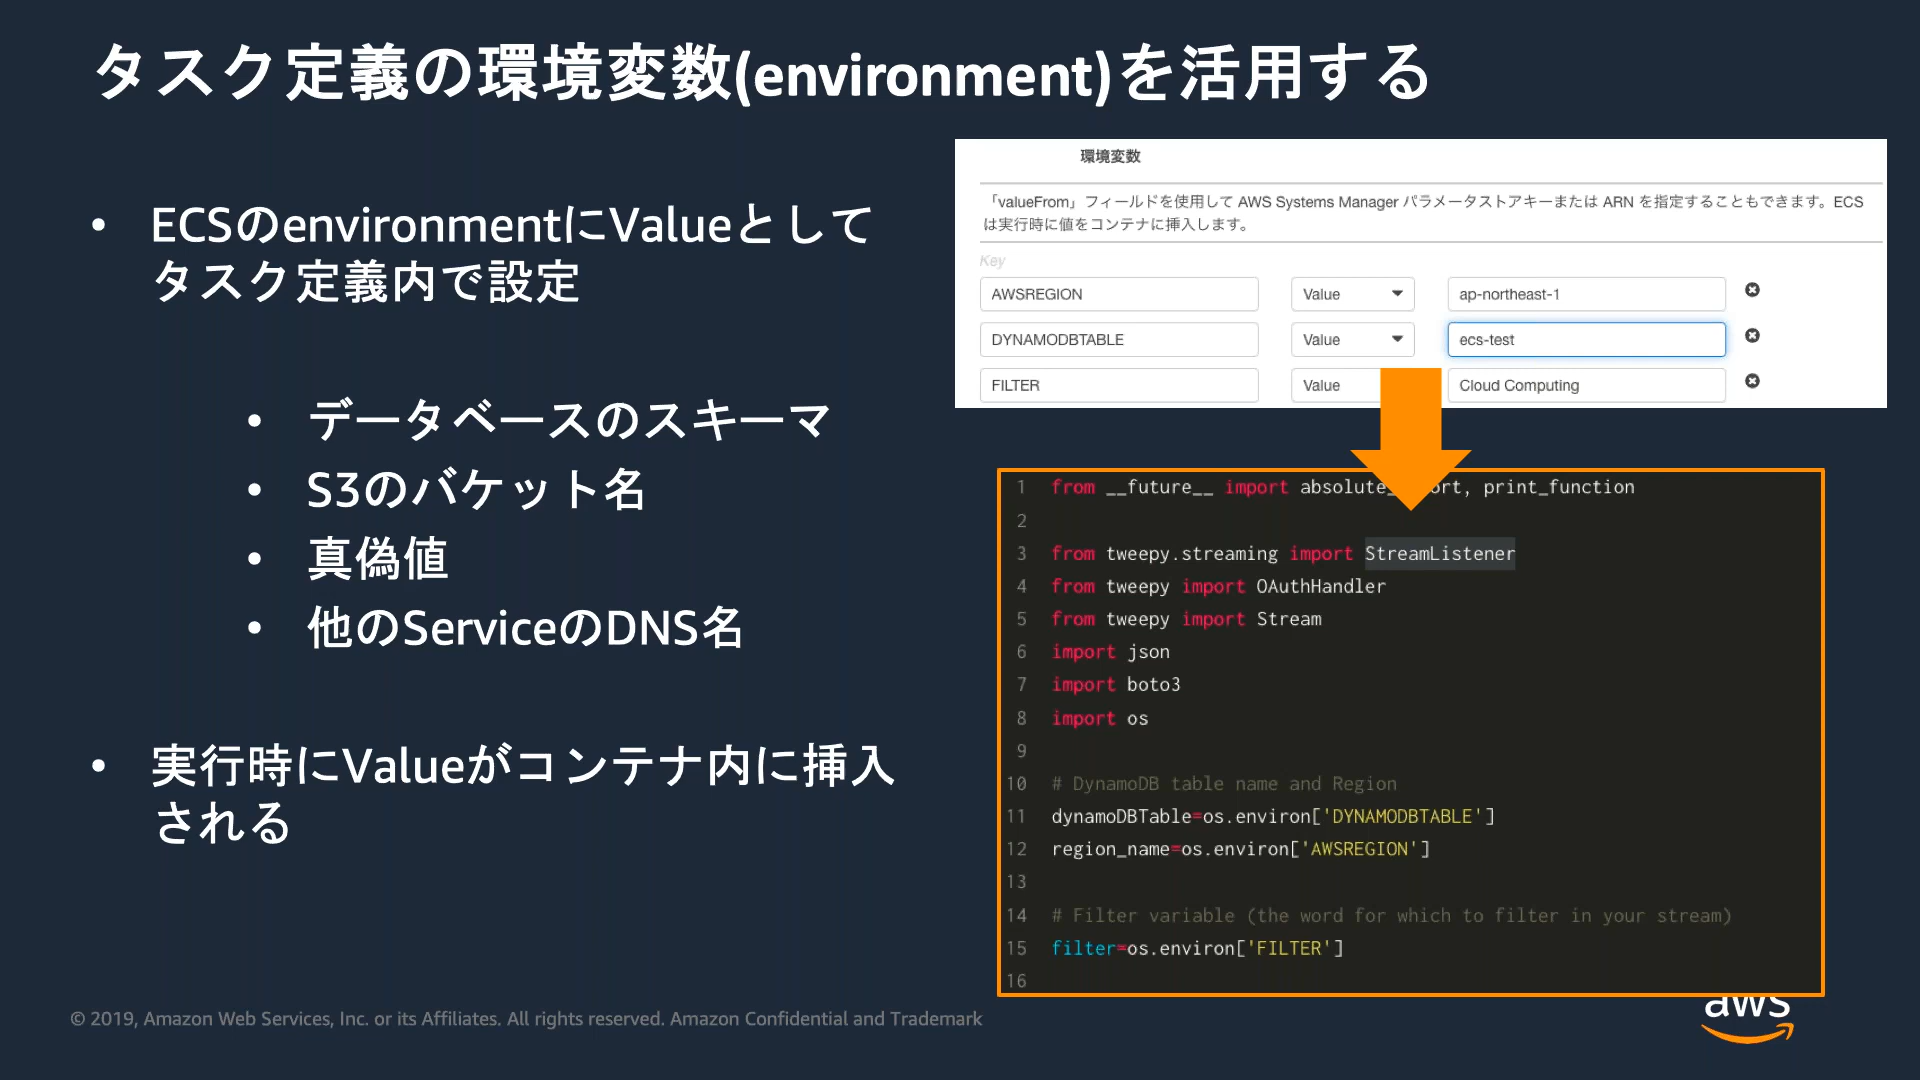 タスク定義の環境変数(environment)を活用する
• ECSのenvironmentにValueとして
タスク定義内で設定
• データベースのスキーマ
• S3のバケット名
• 真偽値
• 他のServiceのDNS名
• 実行時にValueがコンテナ内に挿入
される
環境変数
「valueFrom」フィールドを使用して AWS Systems Manager パラメータストアキーまたは ARN を指定することもできます。ECS
は実行時に値をコンテナに挿入します。
Key
AWSREGION Value ap-northeast-1
DYNAMODBTABLE Value ecs-test
FILTER Value Cloud Computing
1 from __future__ import , print_function
2
3 from tweepy.streaming import StreamListener
4 from tweepy import OAuthHandler
5 from tweepy import Stream
6 import json
7 import boto3
8 import os
9
10 # DynamoDB table name and Region
11 dynamoDBTable=os.environ['DYNAMODBTABLE']
12 region_name=os.environ['AWSREGION']
13
14 # Filter variable (the word for which to filter in your stream)
15 filter=os.environ['FILTER']
16
© 2019, Amazon Web Services, Inc. or its Affiliates. All rights reserved. Amazon Confidential and Trademark
aws